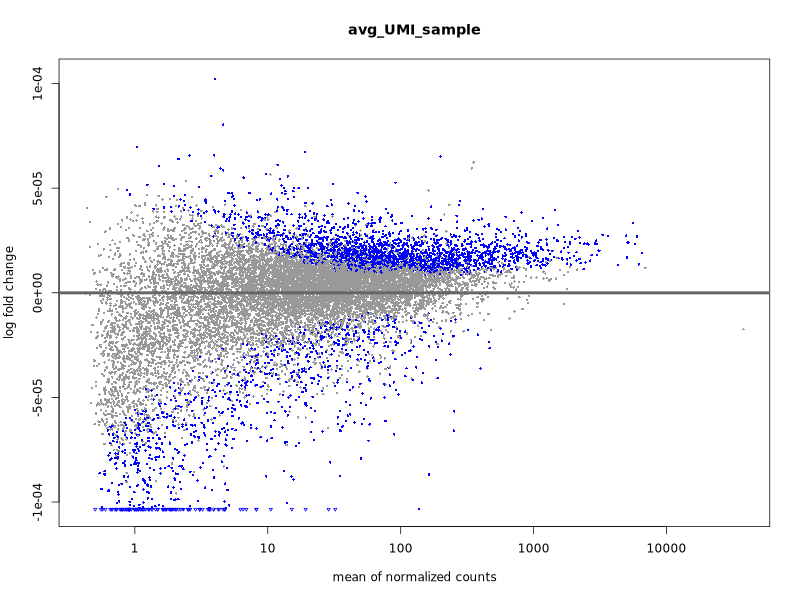 avg_UMI_sample
log fold change
1e-04
5e-05
0e+00
-5e-05
-1e-04
1
10
100
1000
10000
mean of normalized counts